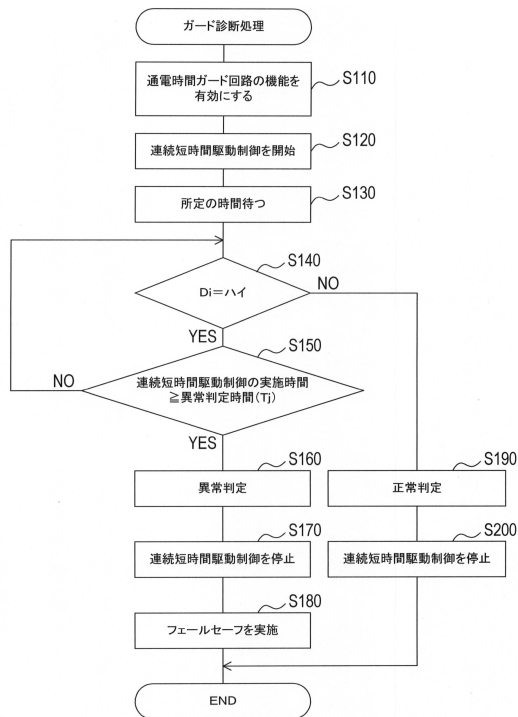 ガード診断処理
通電時間ガード回路の機能を
有効にする
S110
連続短時間駆動制御を開始
S120
所定の時間待つ
S130
Di＝ハイ
S140
NO
YES
連続短時間駆動制御の実施時間
≧異常判定時間(Tj)
S150
NO
YES
異常判定
S160
正常判定
S190
連続短時間駆動制御を停止
S170
連続短時間駆動制御を停止
S200
フェールセーフを実施
S180
END